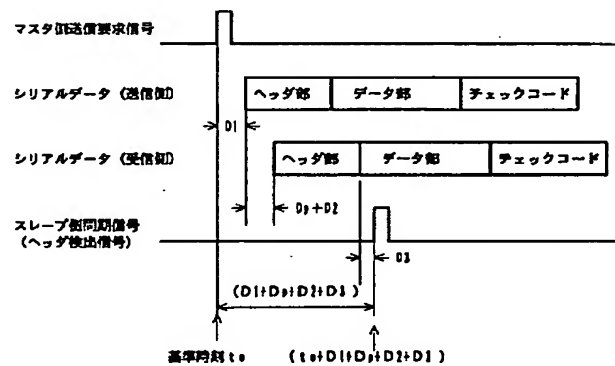 マスタ側送信要求信号
シリアルデータ（送信側）
ヘッダ部 データ部 チェックコード
D1
シリアルデータ（受信側）
ヘッダ部 データ部 チェックコード
Dp+D2
スレーブ側同期信号
（ヘッダ検出信号）
D3
(D1+Dp+D2+D3)
基準時刻to (to+D1+Dp+D2+D3)